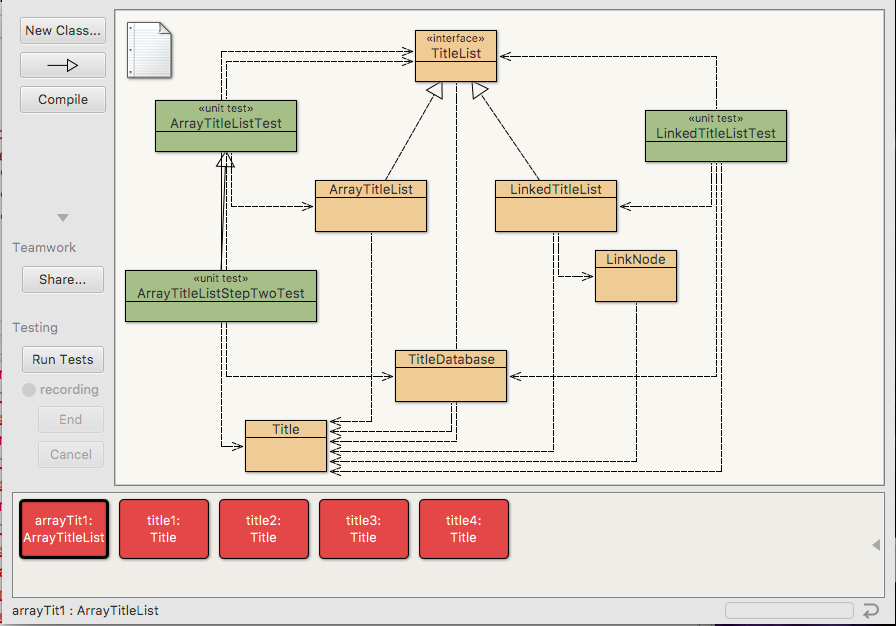 New Class...
Compile
Teamwork
Share...
Testing
Run Tests
recording
End
Cancel
«interface»
TitleList
«unit test»
ArrayTitleListTest
«unit test»
LinkedTitleListTest
ArrayTitleList
LinkedTitleList
LinkNode
«unit test»
ArrayTitleListStepTwoTest
TitleDatabase
Title
arrayTit1:
ArrayTitleList
title1:
Title
title2:
Title
title3:
Title
title4:
Title
arrayTit1 : ArrayTitleList